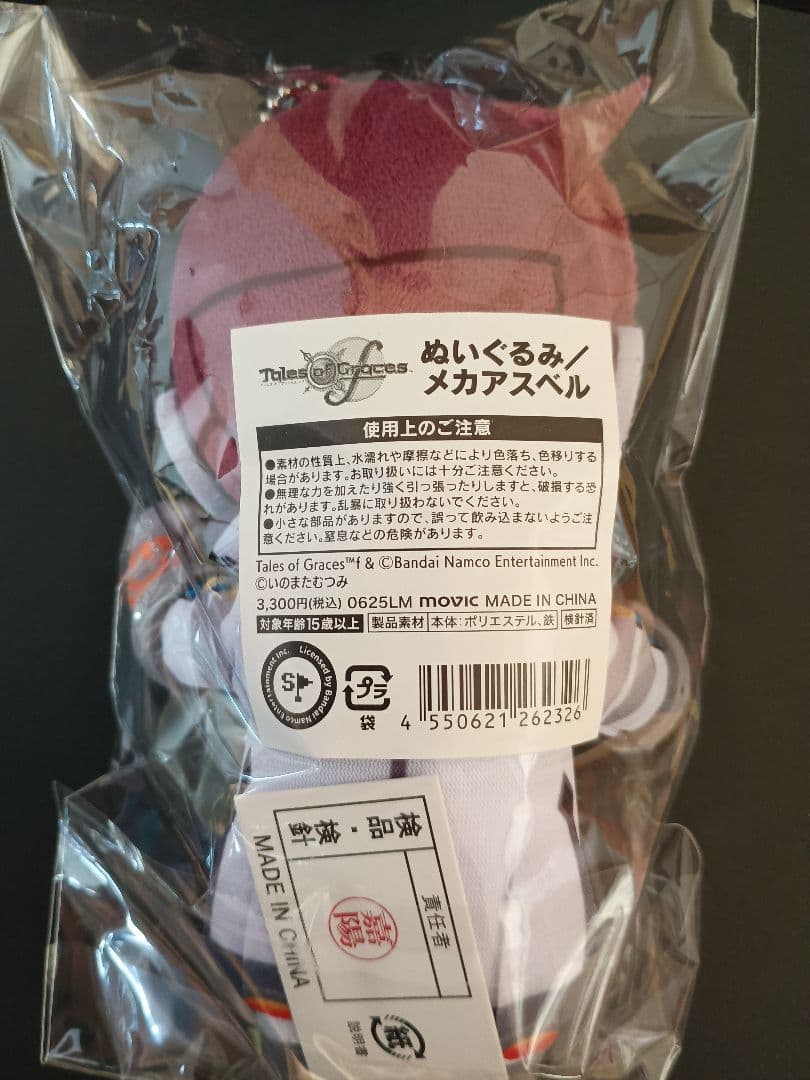 Tales of Graces f
ぬいぐるみ／
メカアスベル
使用上のご注意
●素材の性質上、水濡れや摩擦などにより色落ち、色移りする
場合があります。お取り扱いには十分ご注意ください。
●無理な力を加えたり強く引っ張ったりしますと、破損する恐
れがあります。乱暴に取り扱わないでください。
●小さな部品がありますので、誤って飲み込まないようご注
意ください。窒息などの危険があります。
Tales of Graces™f & ©Bandai Namco Entertainment Inc.
©いのまたむつみ
3,300円(税込) 0625LM movic MADE IN CHINA
対象年齢15歳以上 製品素材 本体：ポリエステル、鉄 検針済
Licensed by Bandai Namco Entertainment Inc.
プラ
袋
4 550621 262326
検品・検針
責任者
嘉陽
MADE IN CHINA
紙
説明書